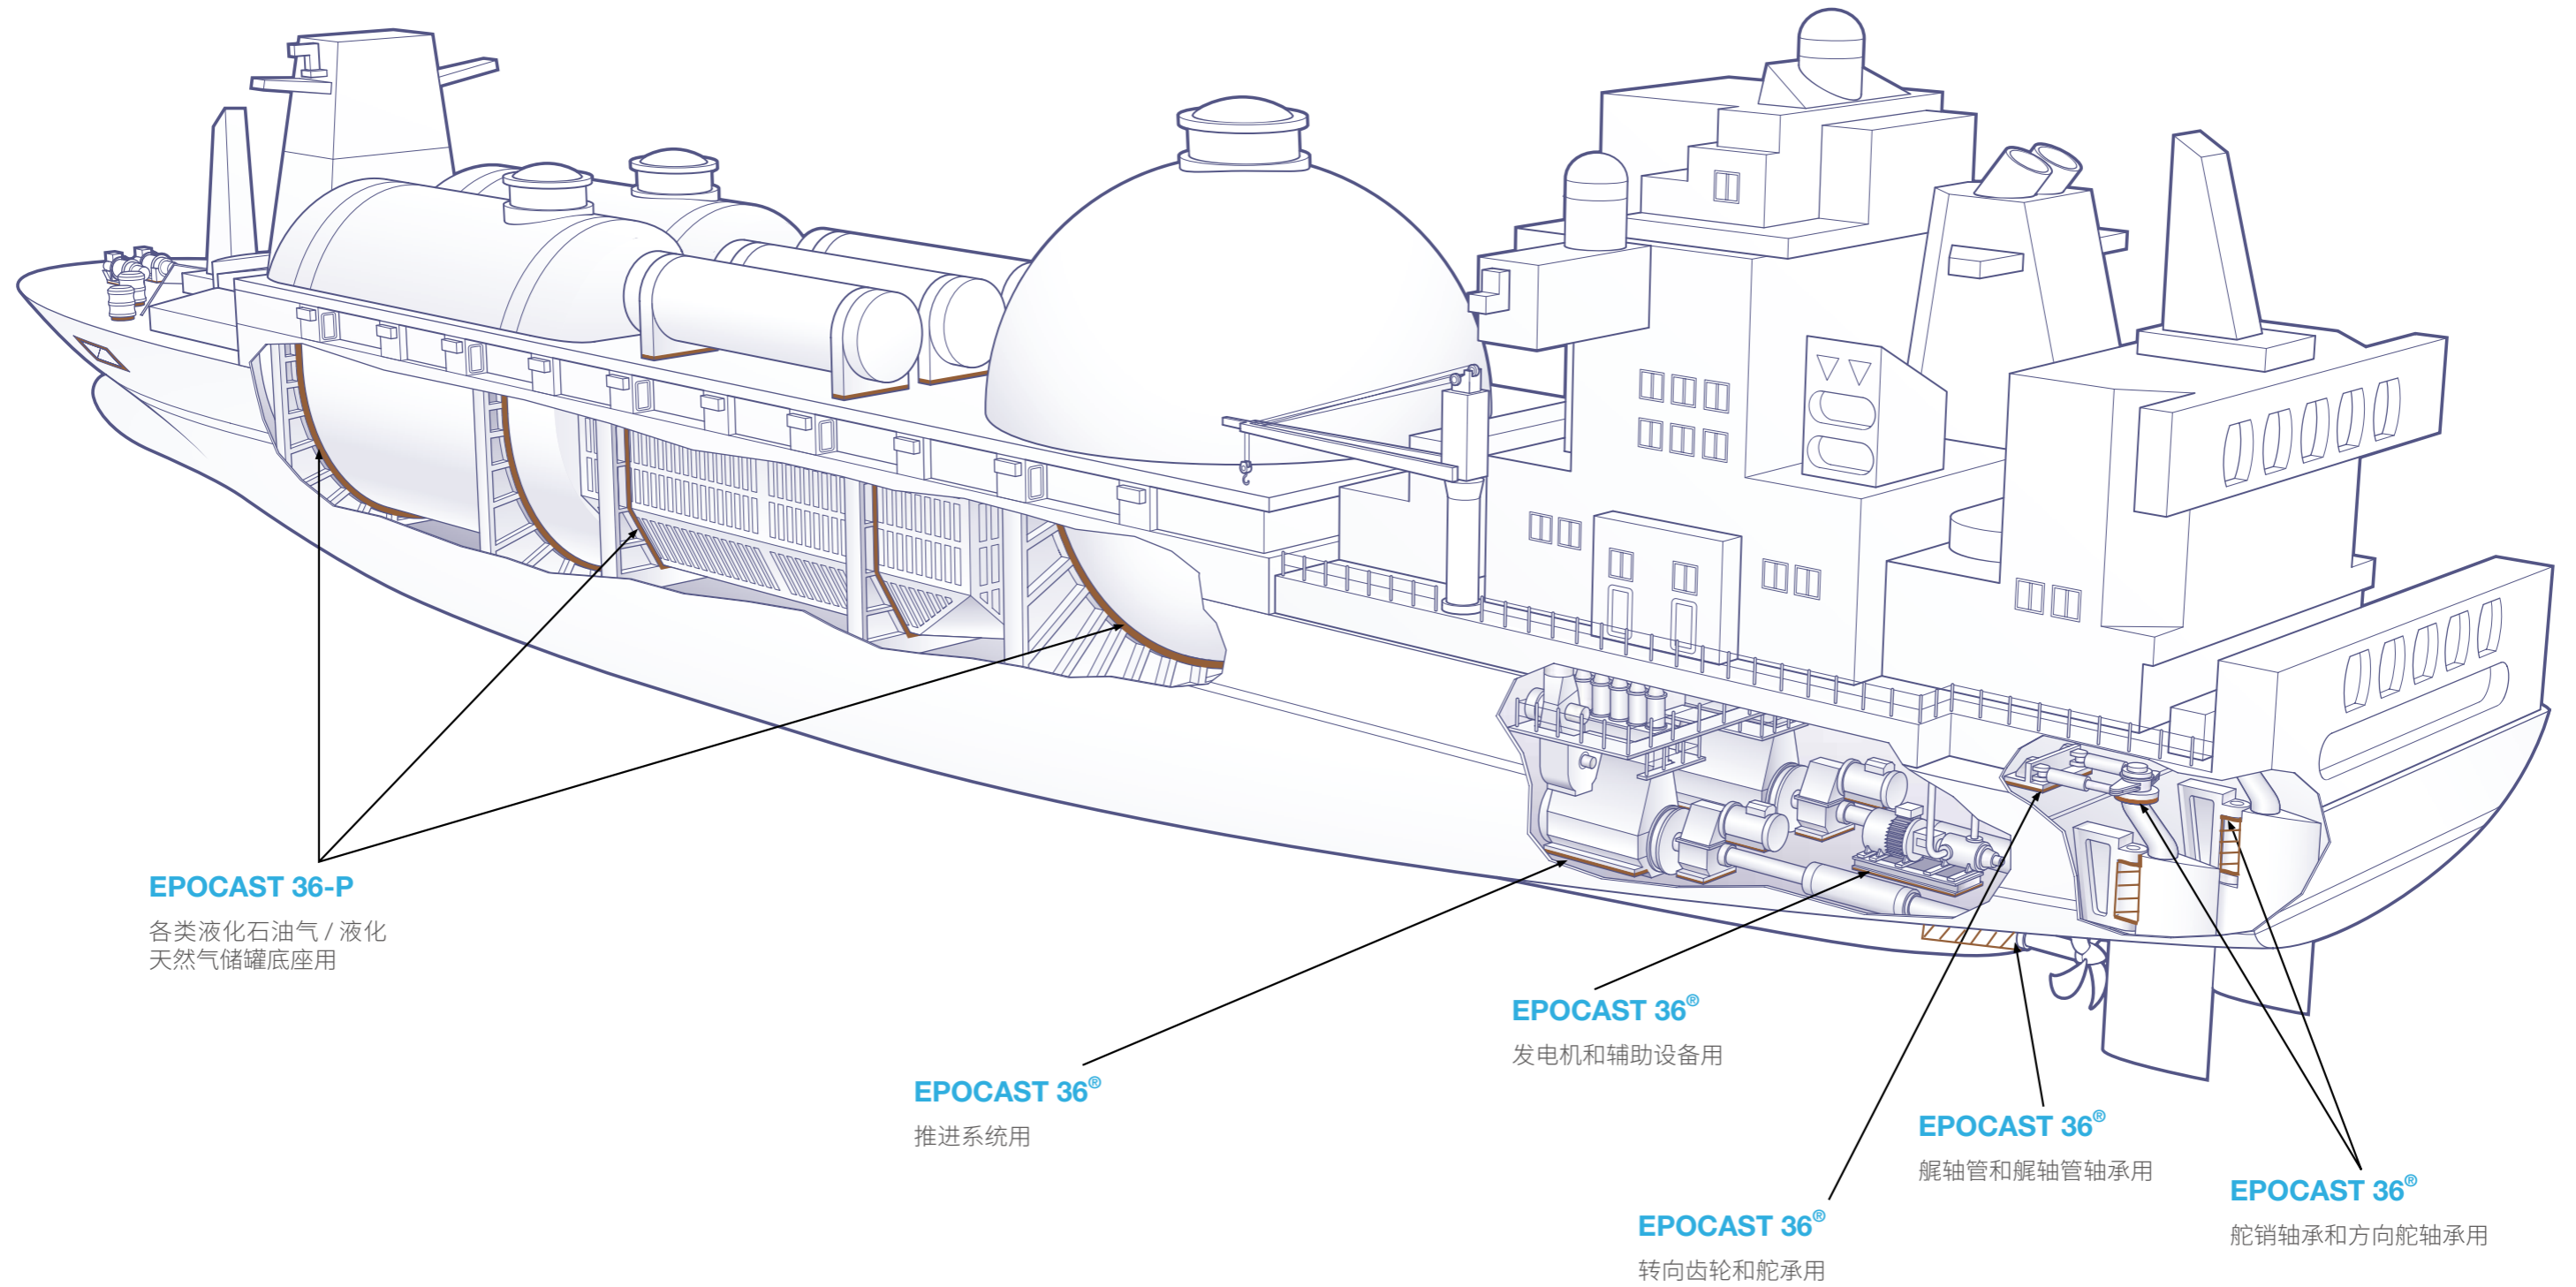 EPOCAST 36-P
各类液化石油气 / 液化
天然气储罐底座用
EPOCAST 36®
推进系统用
EPOCAST 36®
发电机和辅助设备用
EPOCAST 36®
转向齿轮和舵承用
EPOCAST 36®
艉轴管和艉轴管轴承用
EPOCAST 36®
舵销轴承和方向舵轴承用